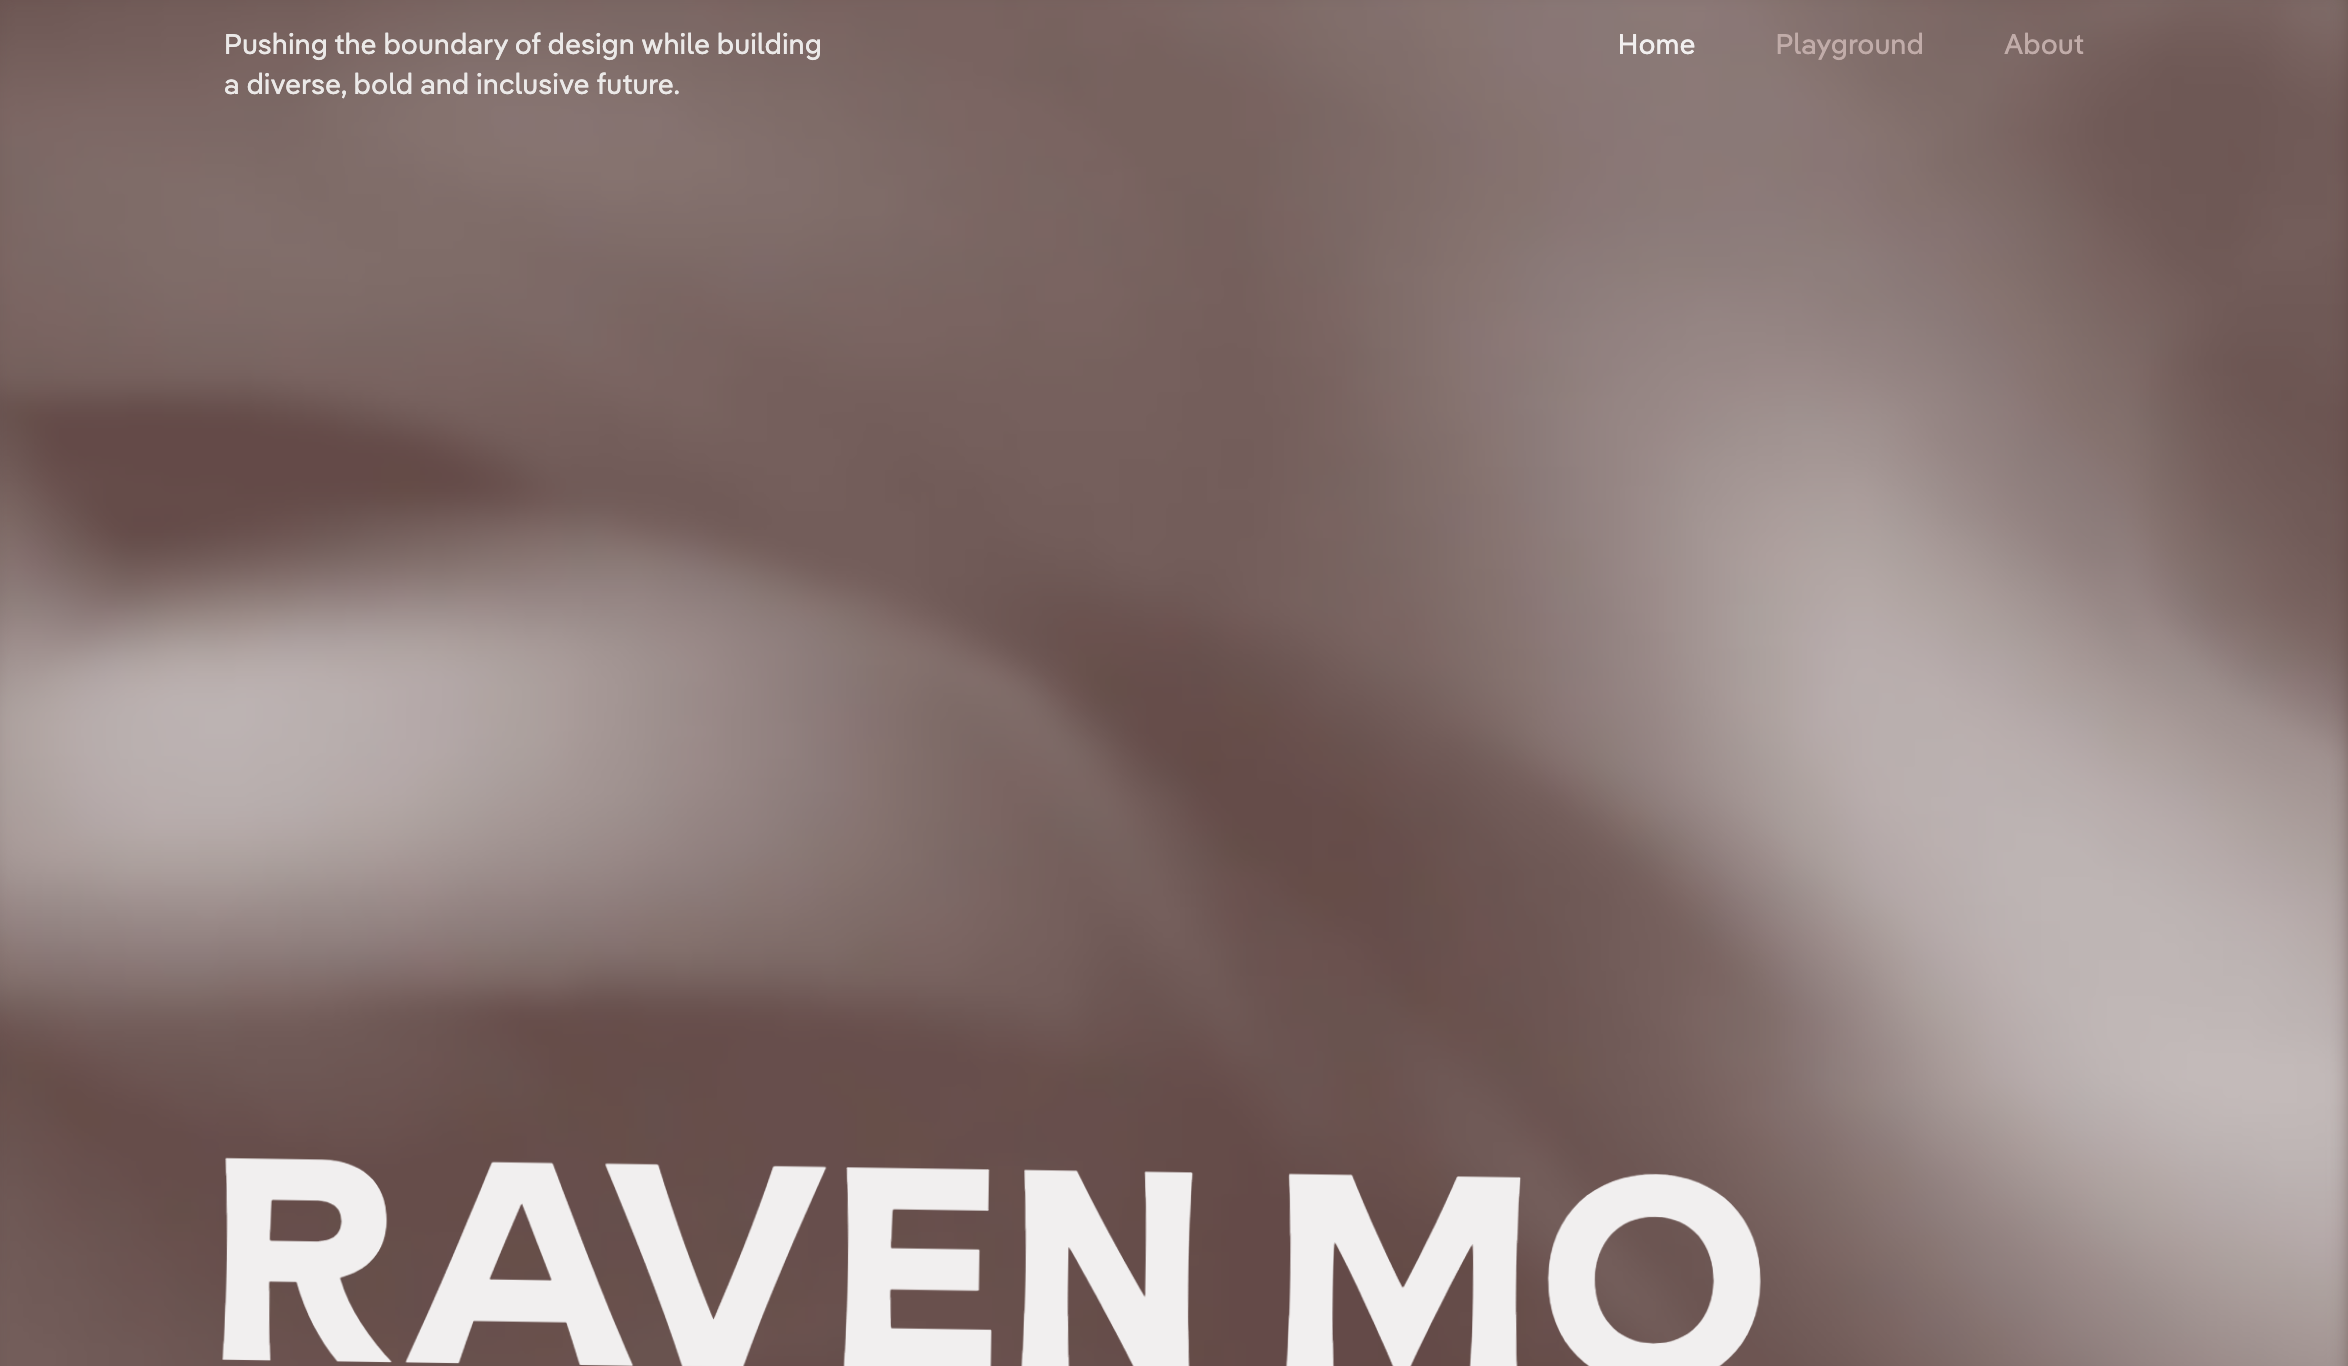 Pushing the boundary of design while building
a diverse, bold and inclusive future.
Home Playground About
RAVEN MO